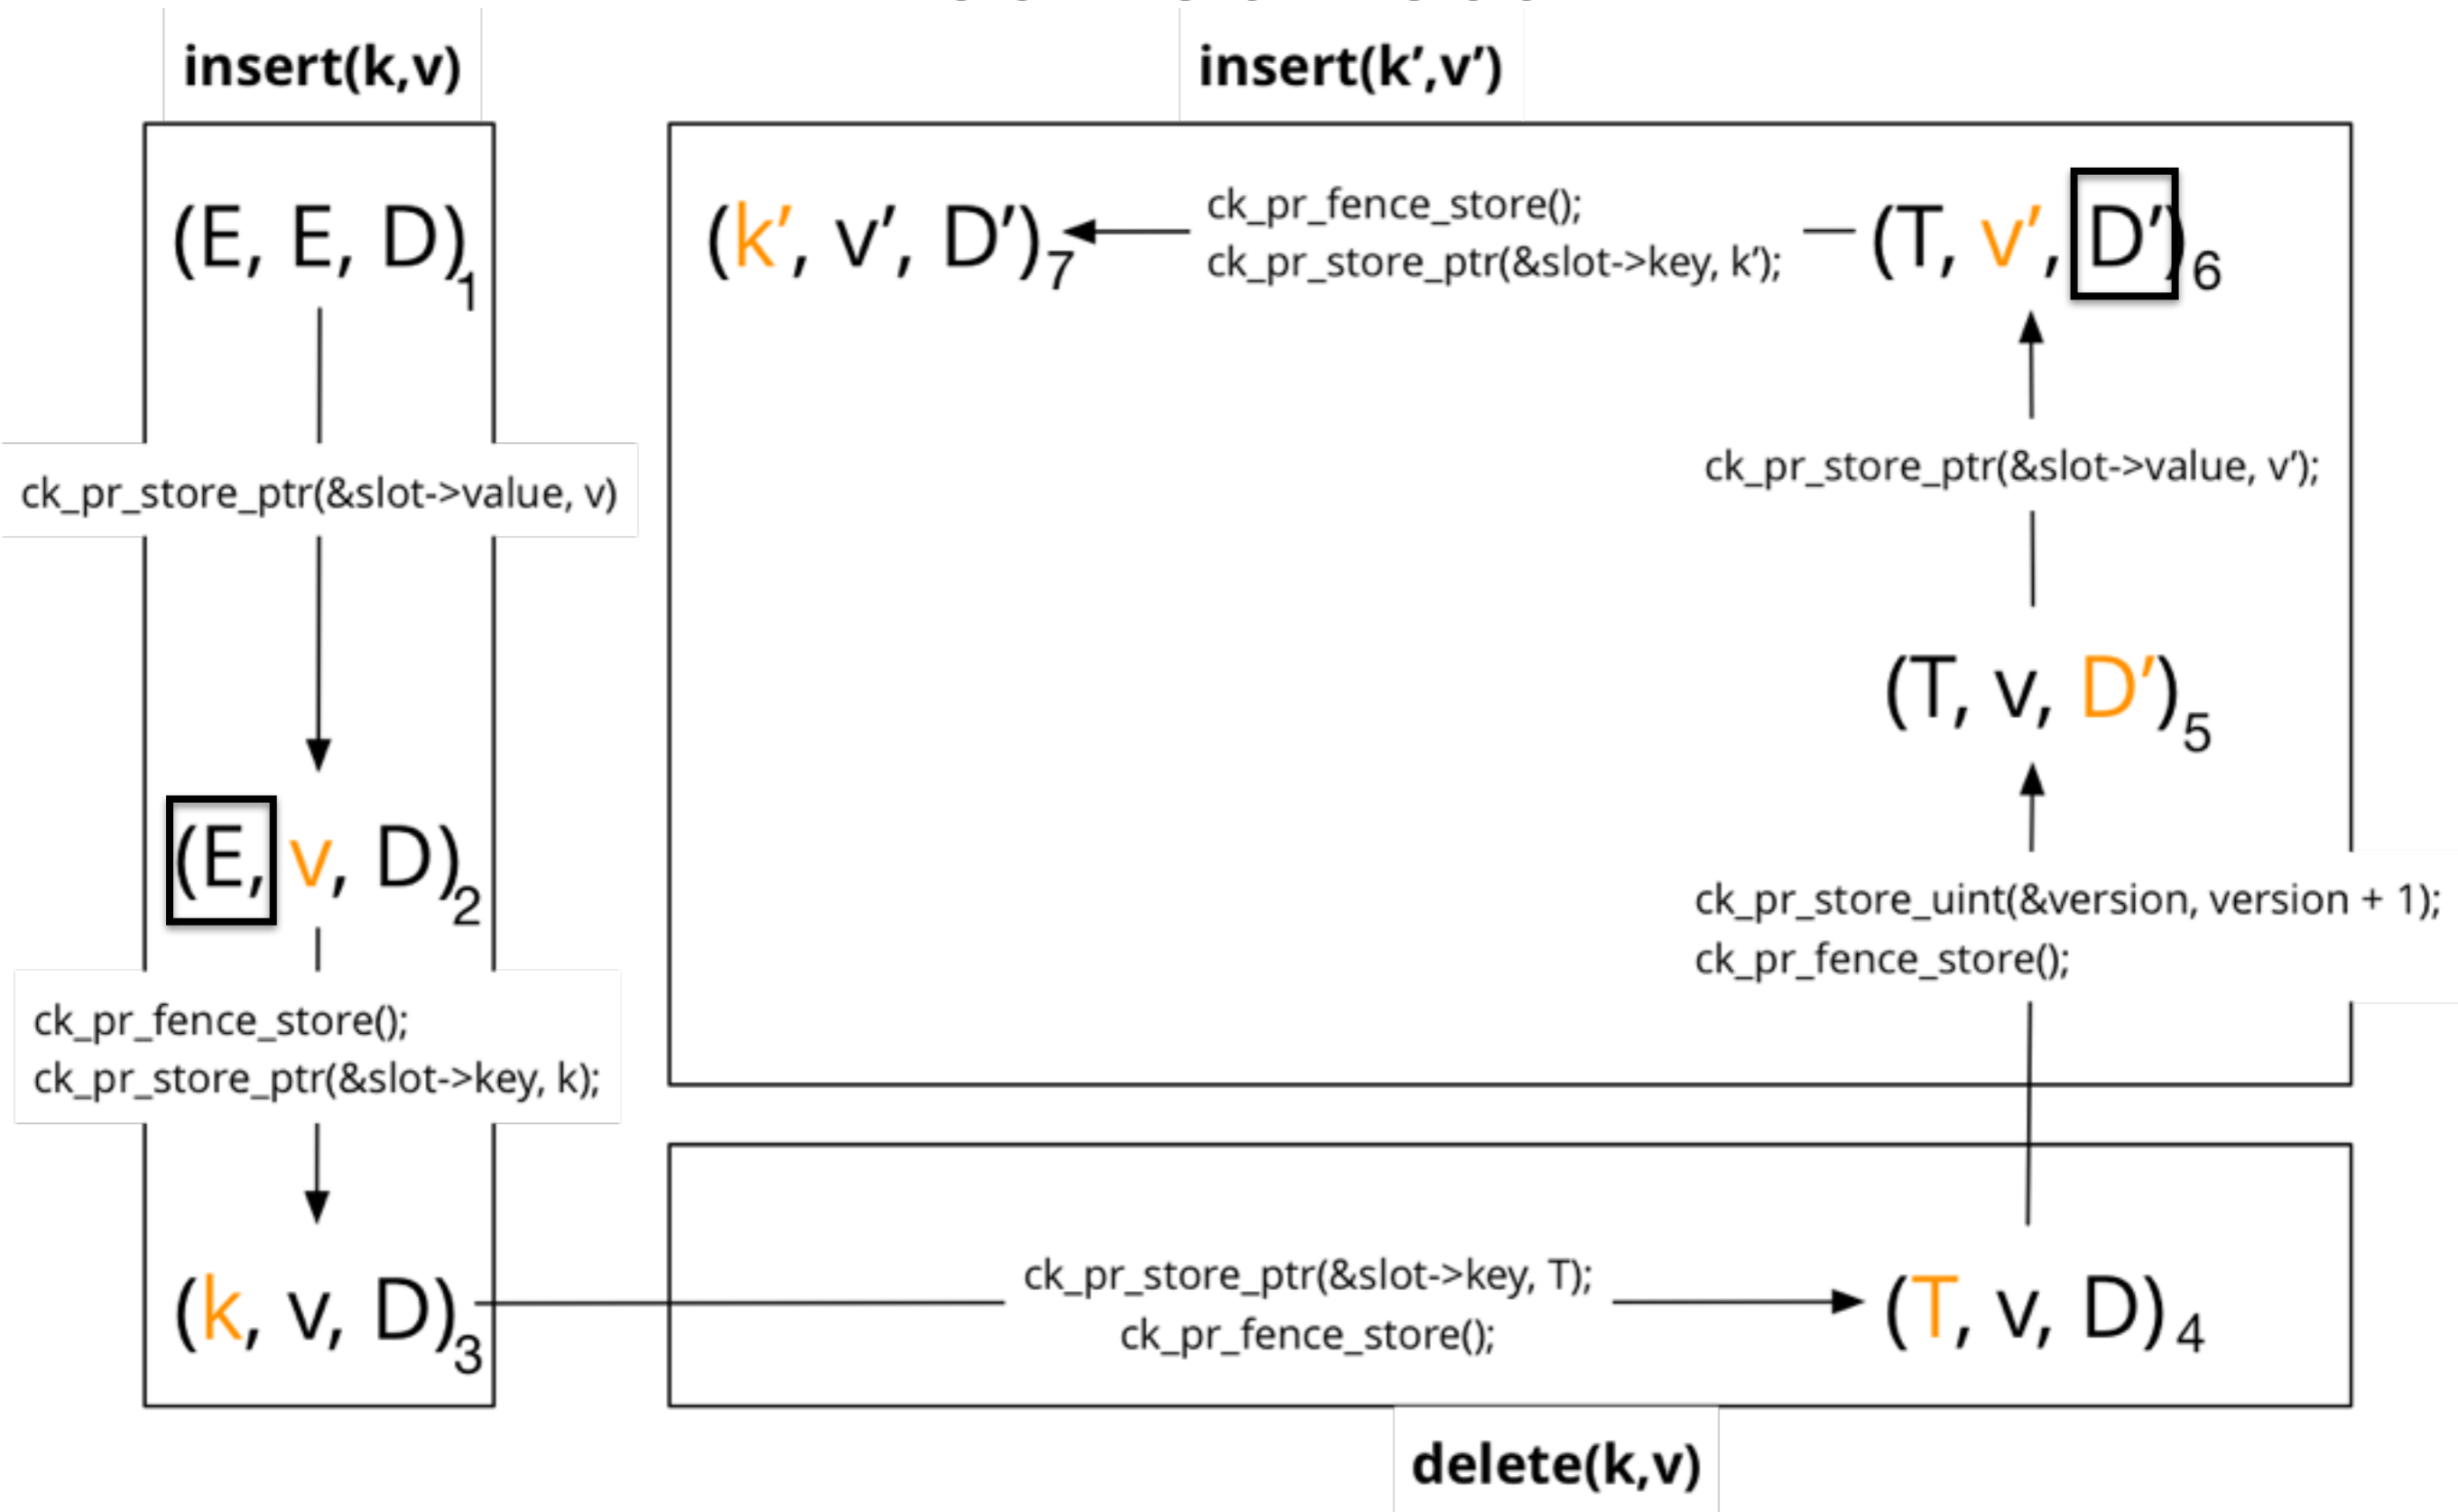 insert(k,v)
(E, E, D)1
ck_pr_store_ptr(&slot->value, v)
(E, v, D)2
ck_pr_fence_store();
ck_pr_store_ptr(&slot->key, k);
(k, v, D)3
insert(k’,v’)
(k’, v’, D’)7
ck_pr_fence_store();
ck_pr_store_ptr(&slot->key, k’);
(T, v’, D’)6
ck_pr_store_ptr(&slot->value, v’);
(T, v, D’)5
ck_pr_store_uint(&version, version + 1);
ck_pr_fence_store();
ck_pr_store_ptr(&slot->key, T);
ck_pr_fence_store();
(T, v, D)4
delete(k,v)